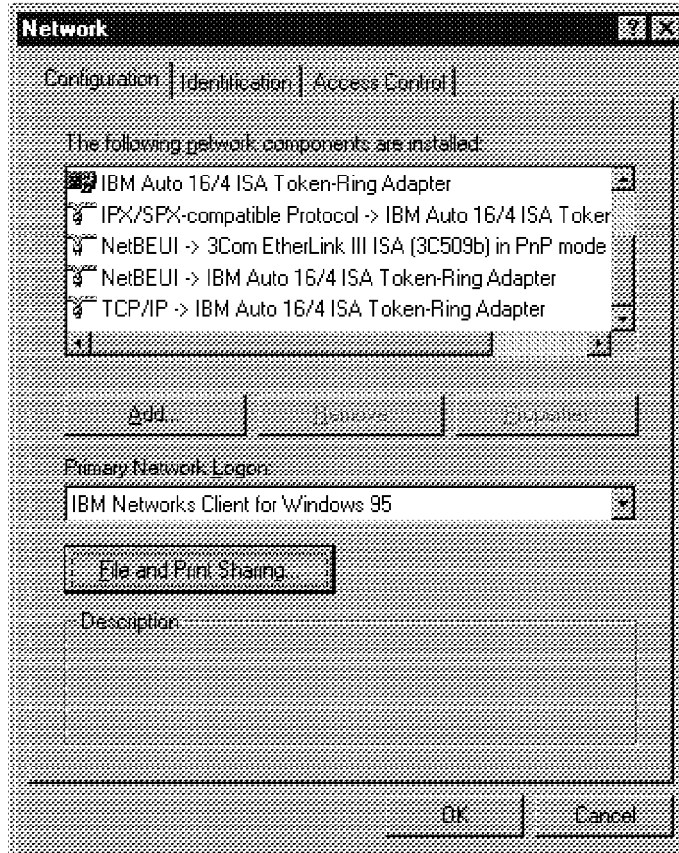 Network
Configuration Identification Access Control
The following network components are installed:
IBM Auto 16/4 ISA Token-Ring Adapter
IPX/SPX-compatible Protocol -> IBM Auto 16/4 ISA Toker
NetBEUI -> 3Com EtherLink III ISA (3C509b) in PnP mode
NetBEUI -> IBM Auto 16/4 ISA Token-Ring Adapter
TCP/IP -> IBM Auto 16/4 ISA Token-Ring Adapter
Add... Remove Properties
Primary Network Logon:
IBM Networks Client for Windows 95
File and Print Sharing...
Description
OK Cancel